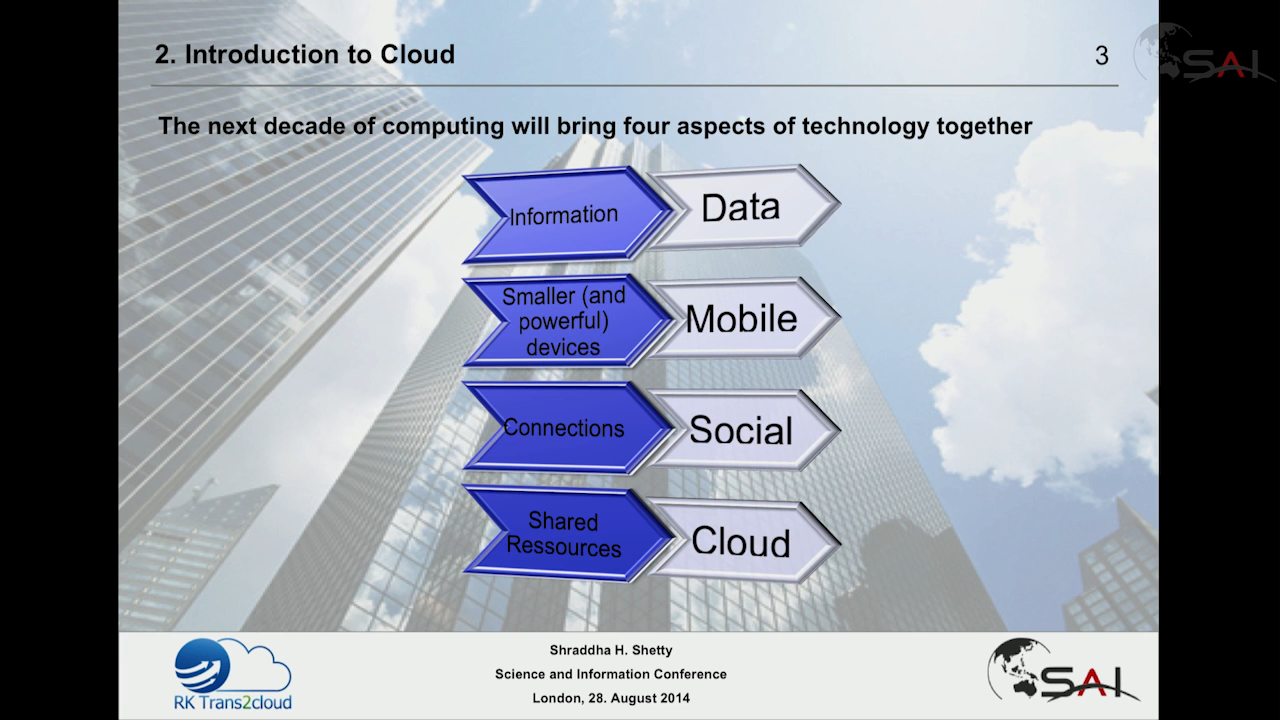 2. Introduction to Cloud
3
SAI
The next decade of computing will bring four aspects of technology together
Information
Data
Smaller (and
powerful)
devices
Mobile
Connections
Social
Shared
Ressources
Cloud
RK Trans2cloud
Shraddha H. Shetty
Science and Information Conference
London, 28. August 2014
SAI